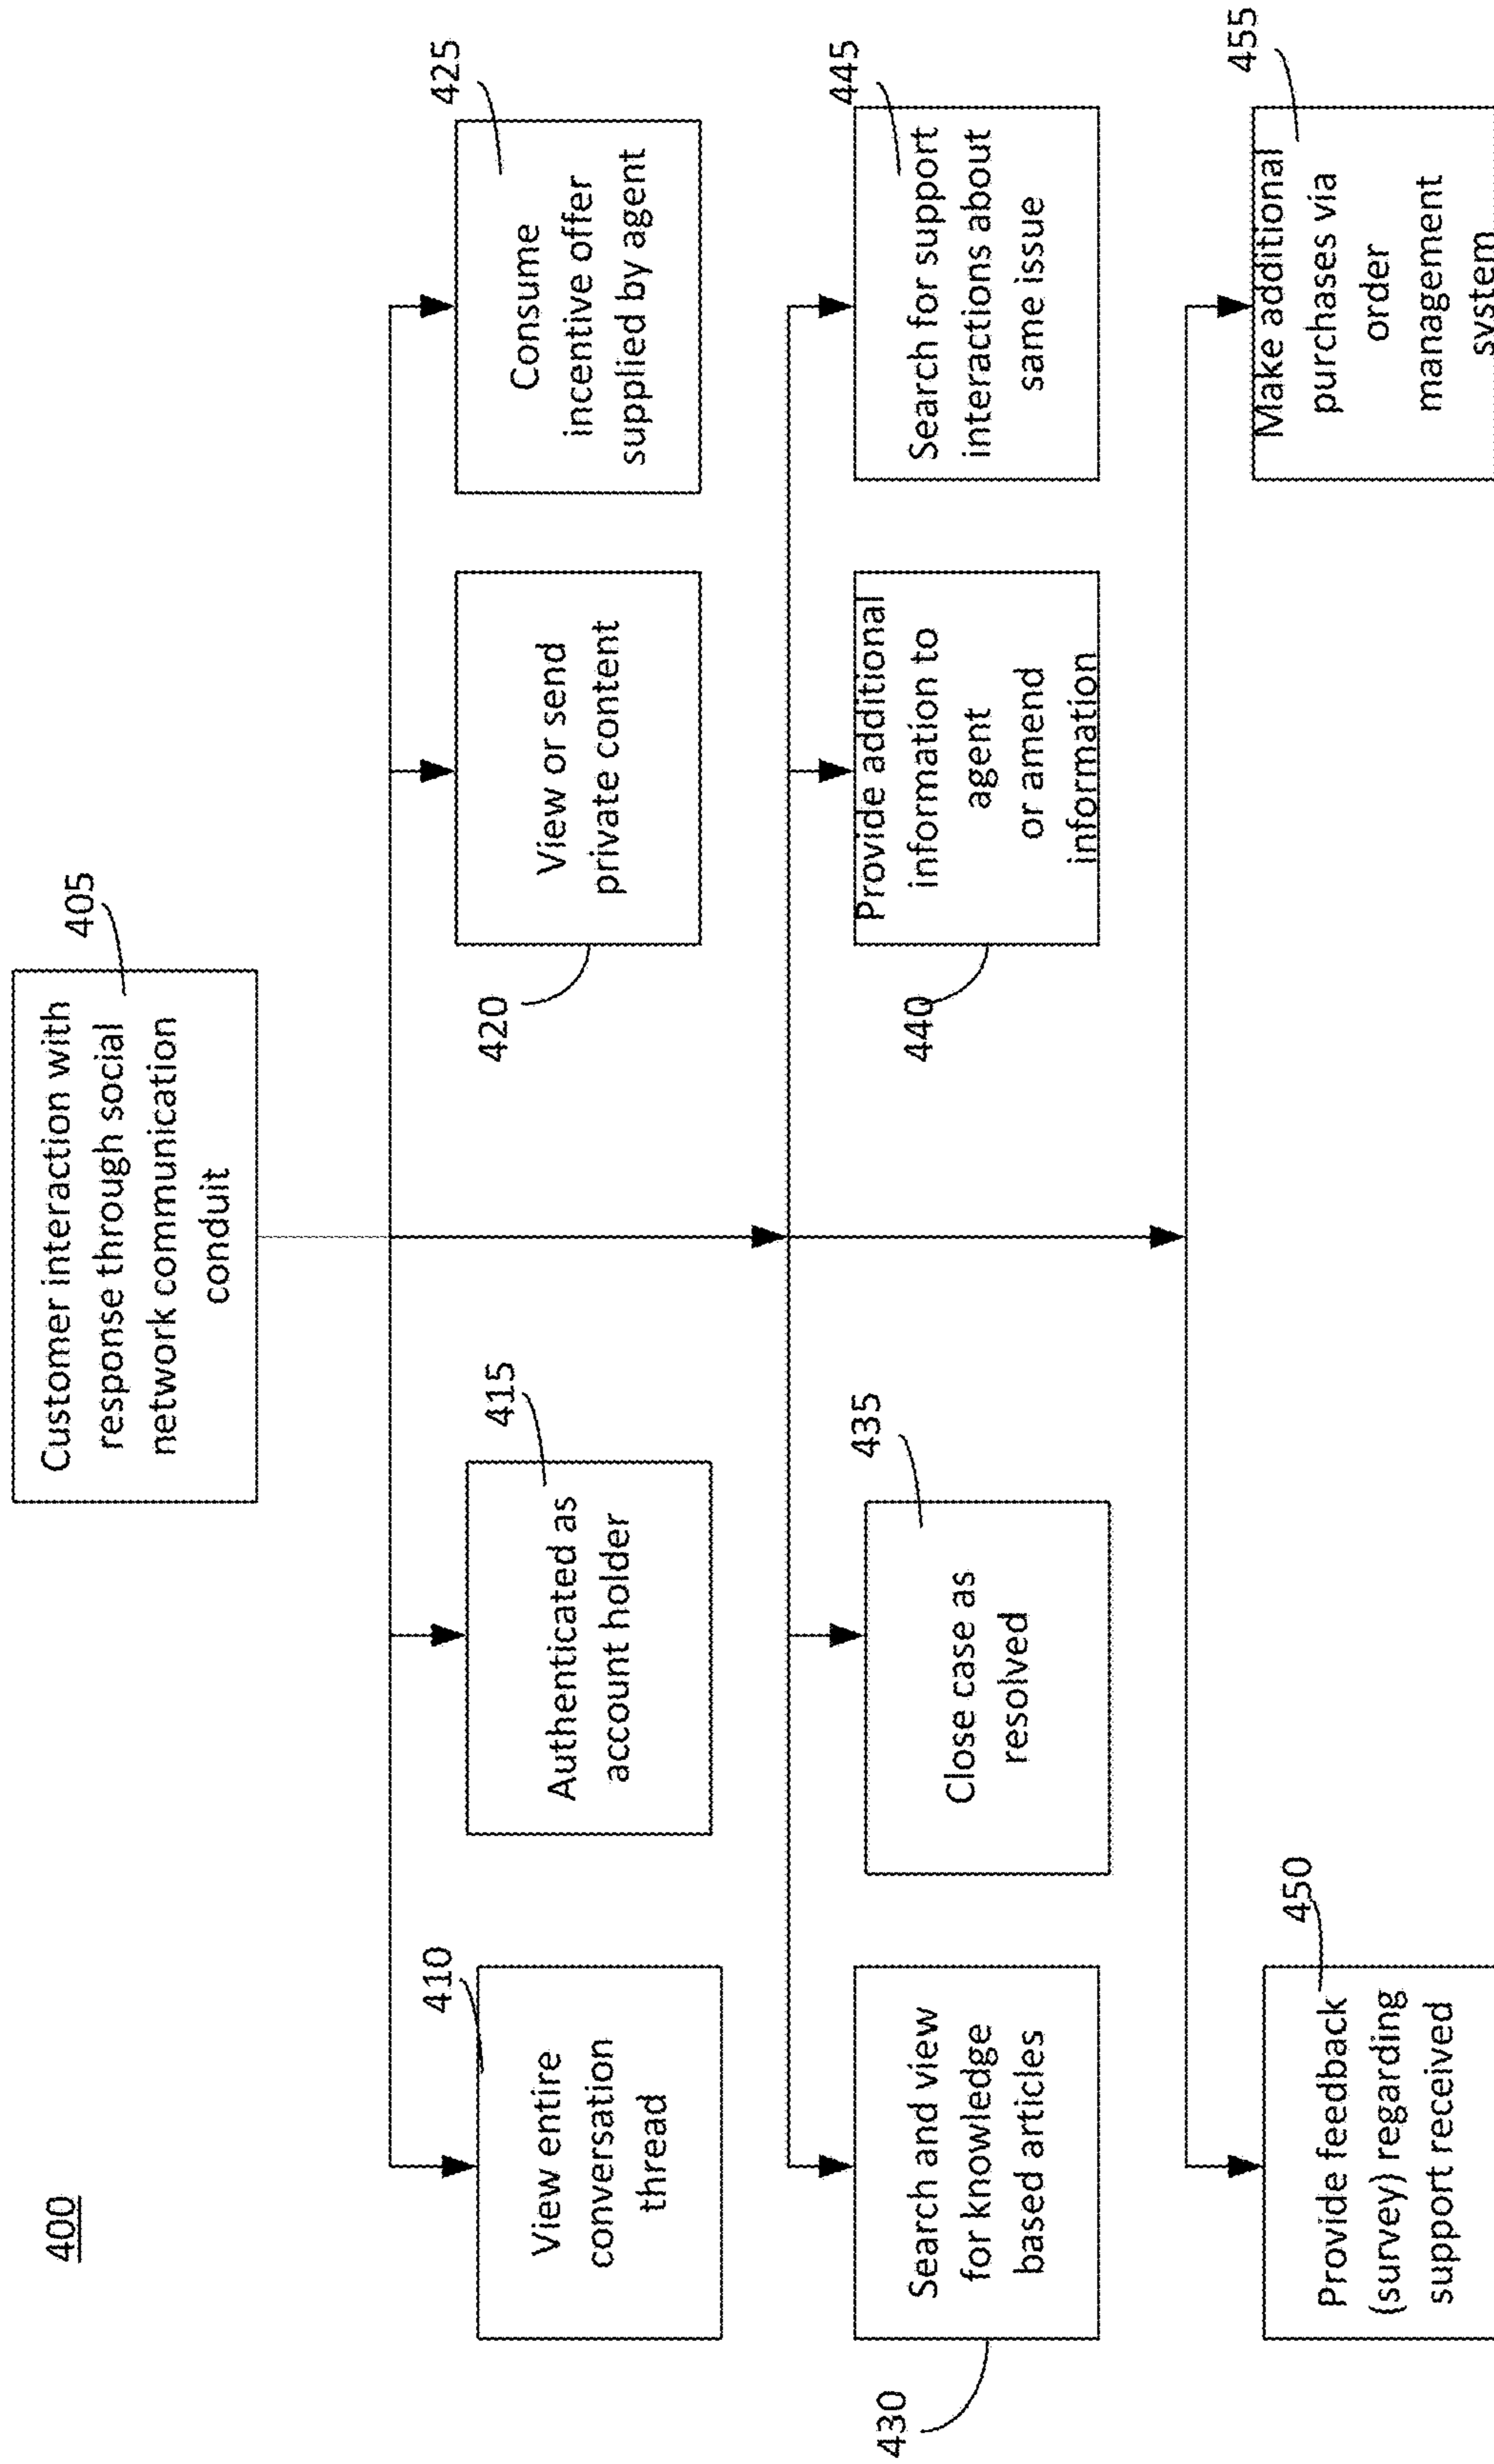 400
405
Customer interaction with
response through social
network communication
conduit
410
View entire
conversation
thread
415
Authenticated as
account holder
420
View or send
private content
425
Consume
incentive offer
supplied by agent
430
Search and view
for knowledge
based articles
435
Close case as
resolved
440
Provide additional
information to
agent
or amend
information
445
Search for support
interactions about
same issue
450
Provide feedback
(survey) regarding
support received
455
Make additional
purchases via
order
management
system